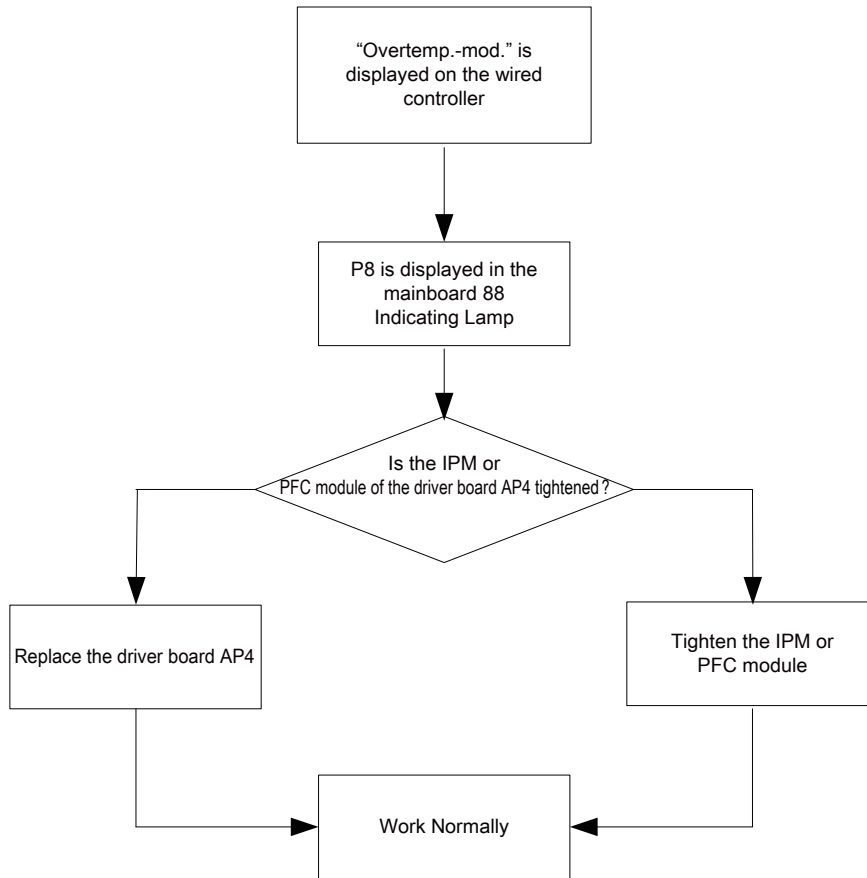 “Overtemp.-mod.” is
displayed on the wired
controller
P8 is displayed in the
mainboard 88
Indicating Lamp
Is the IPM or
PFC module of the driver board AP4 tightened?
Replace the driver board AP4
Tighten the IPM or
PFC module
Work Normally